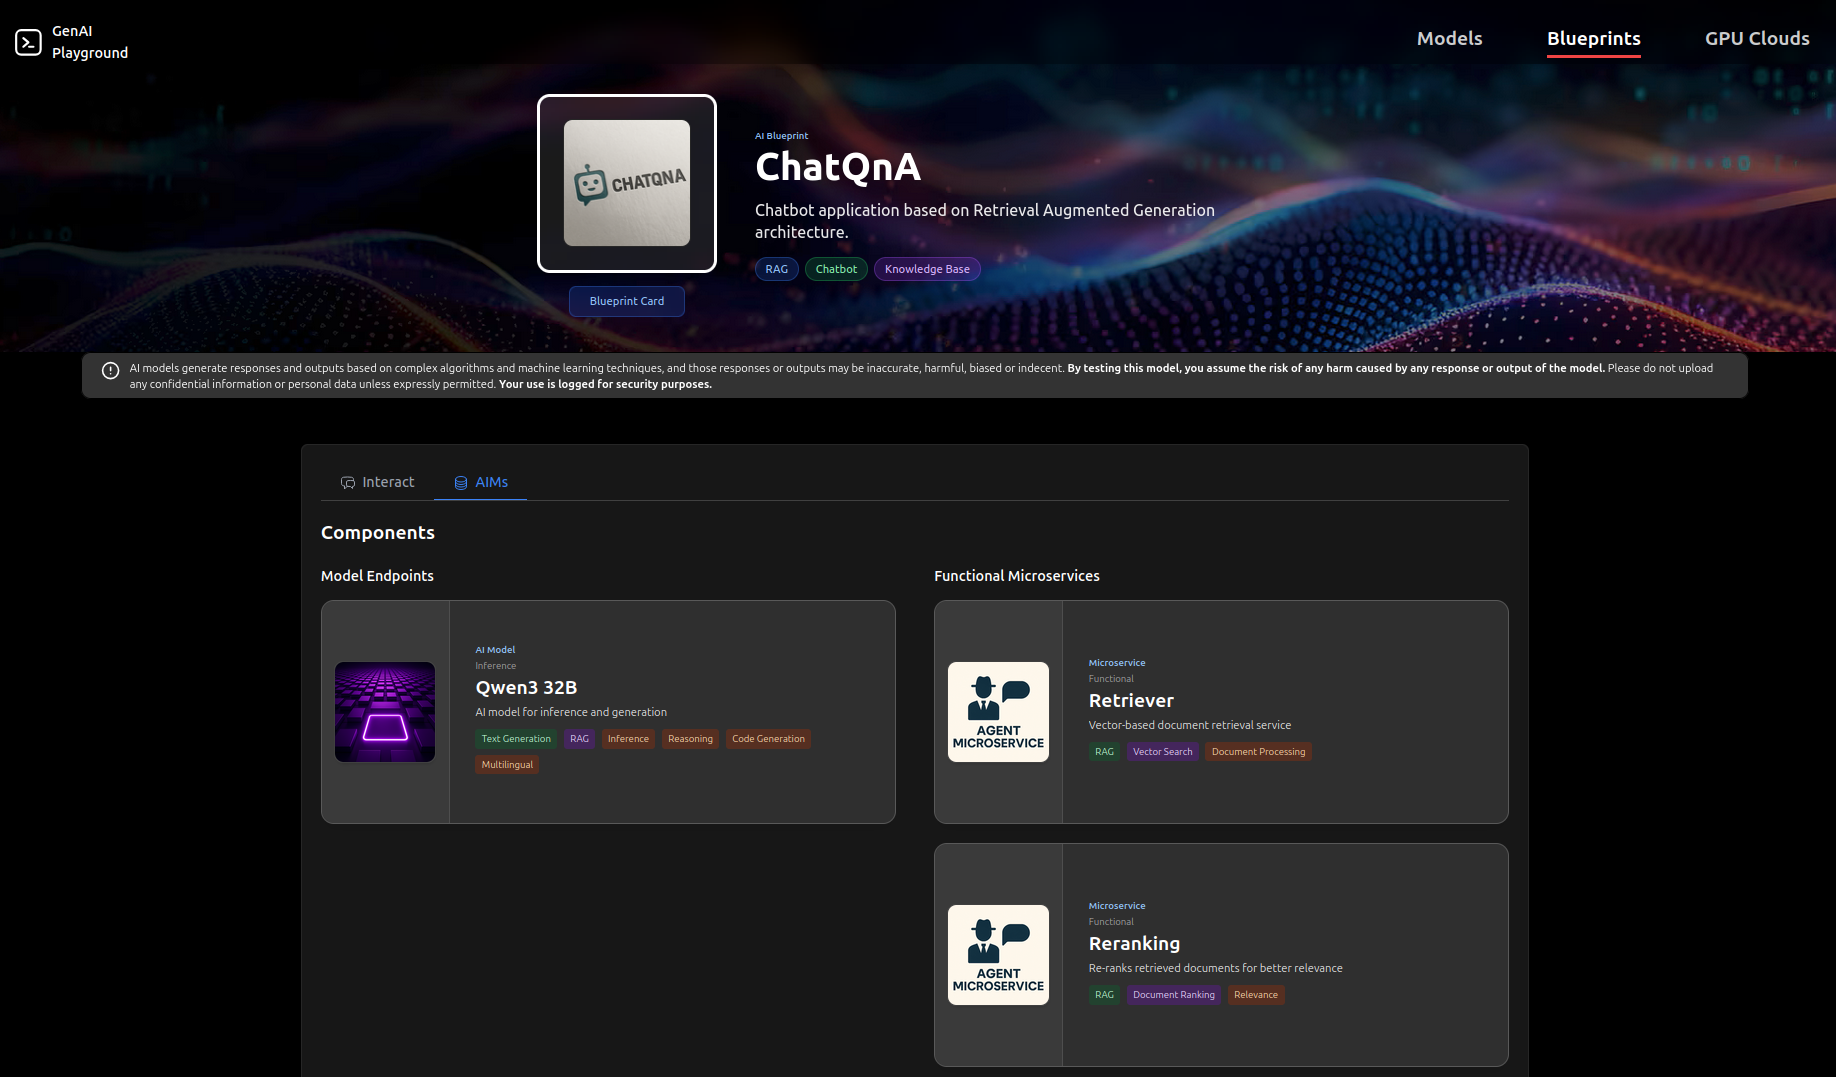 GenAI
Playground
Models
Blueprints
GPU Clouds
CHATQNA
Blueprint Card
AI Blueprint
ChatQnA
Chatbot application based on Retrieval Augmented Generation
architecture.
RAG
Chatbot
Knowledge Base
AI models generate responses and outputs based on complex algorithms and machine learning techniques, and those responses or outputs may be inaccurate, harmful, biased or indecent. By testing this model, you assume the risk of any harm caused by any response or output of the model. Please do not upload
any confidential information or personal data unless expressly permitted. Your use is logged for security purposes.
Interact
AIMs
Components
Model Endpoints
AI Model
Inference
Qwen3 32B
AI model for inference and generation
Text Generation
RAG
Inference
Reasoning
Code Generation
Multilingual
Functional Microservices
AGENT
MICROSERVICE
Microservice
Functional
Retriever
Vector-based document retrieval service
RAG
Vector Search
Document Processing
AGENT
MICROSERVICE
Microservice
Functional
Reranking
Re-ranks retrieved documents for better relevance
RAG
Document Ranking
Relevance